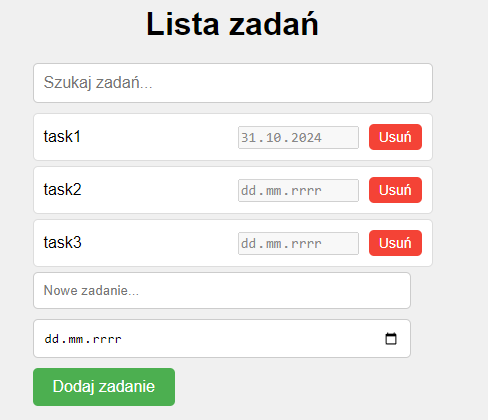 Lista zadań
Szukaj zadań...
task1 31.10.2024 Usuń
task2 dd.mm.rrrr Usuń
task3 dd.mm.rrrr Usuń
Nowe zadanie...
dd.mm.rrrr
Dodaj zadanie